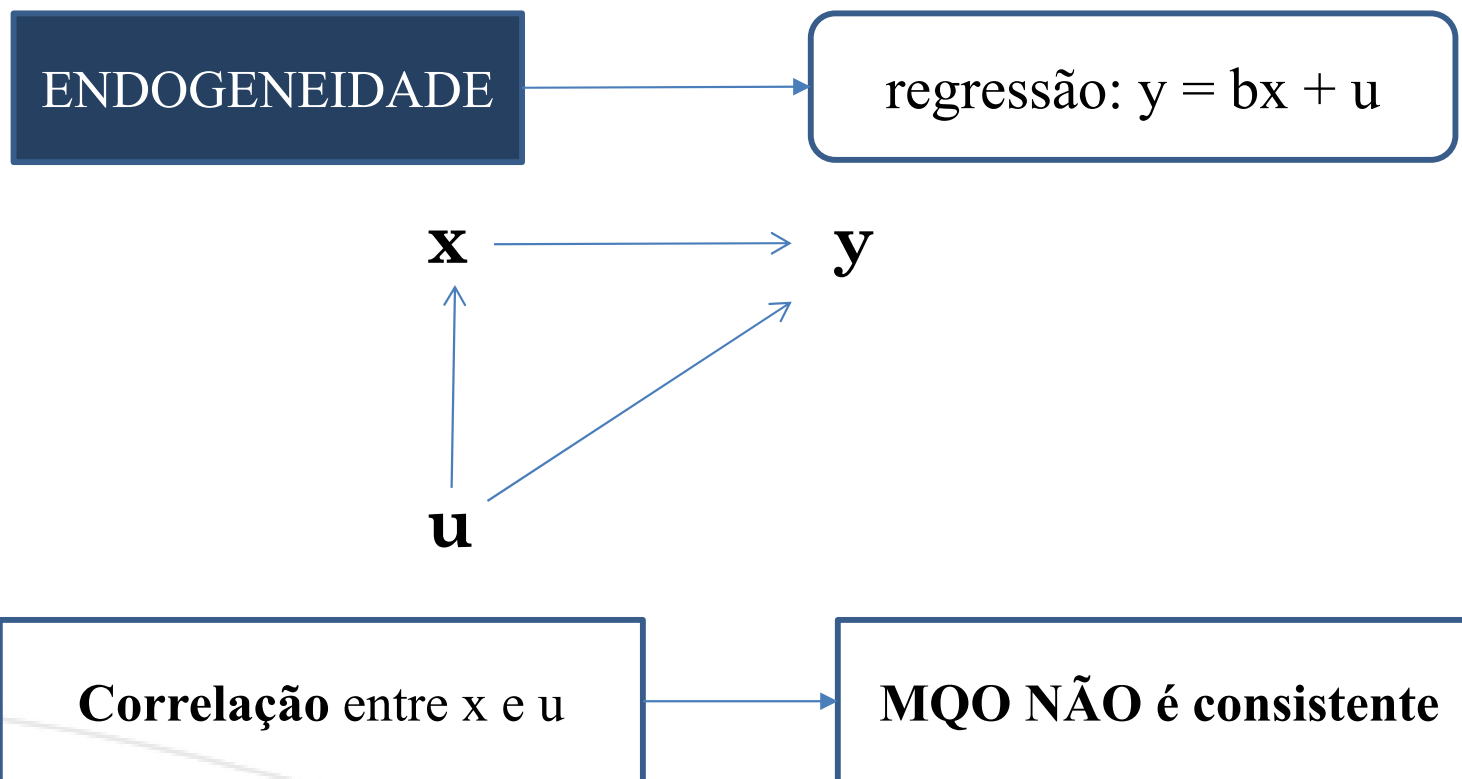 ENDOGENEIDADE
regressão: y = bx + u
x
y
u
Correlação entre x e u
MQO NÃO é consistente